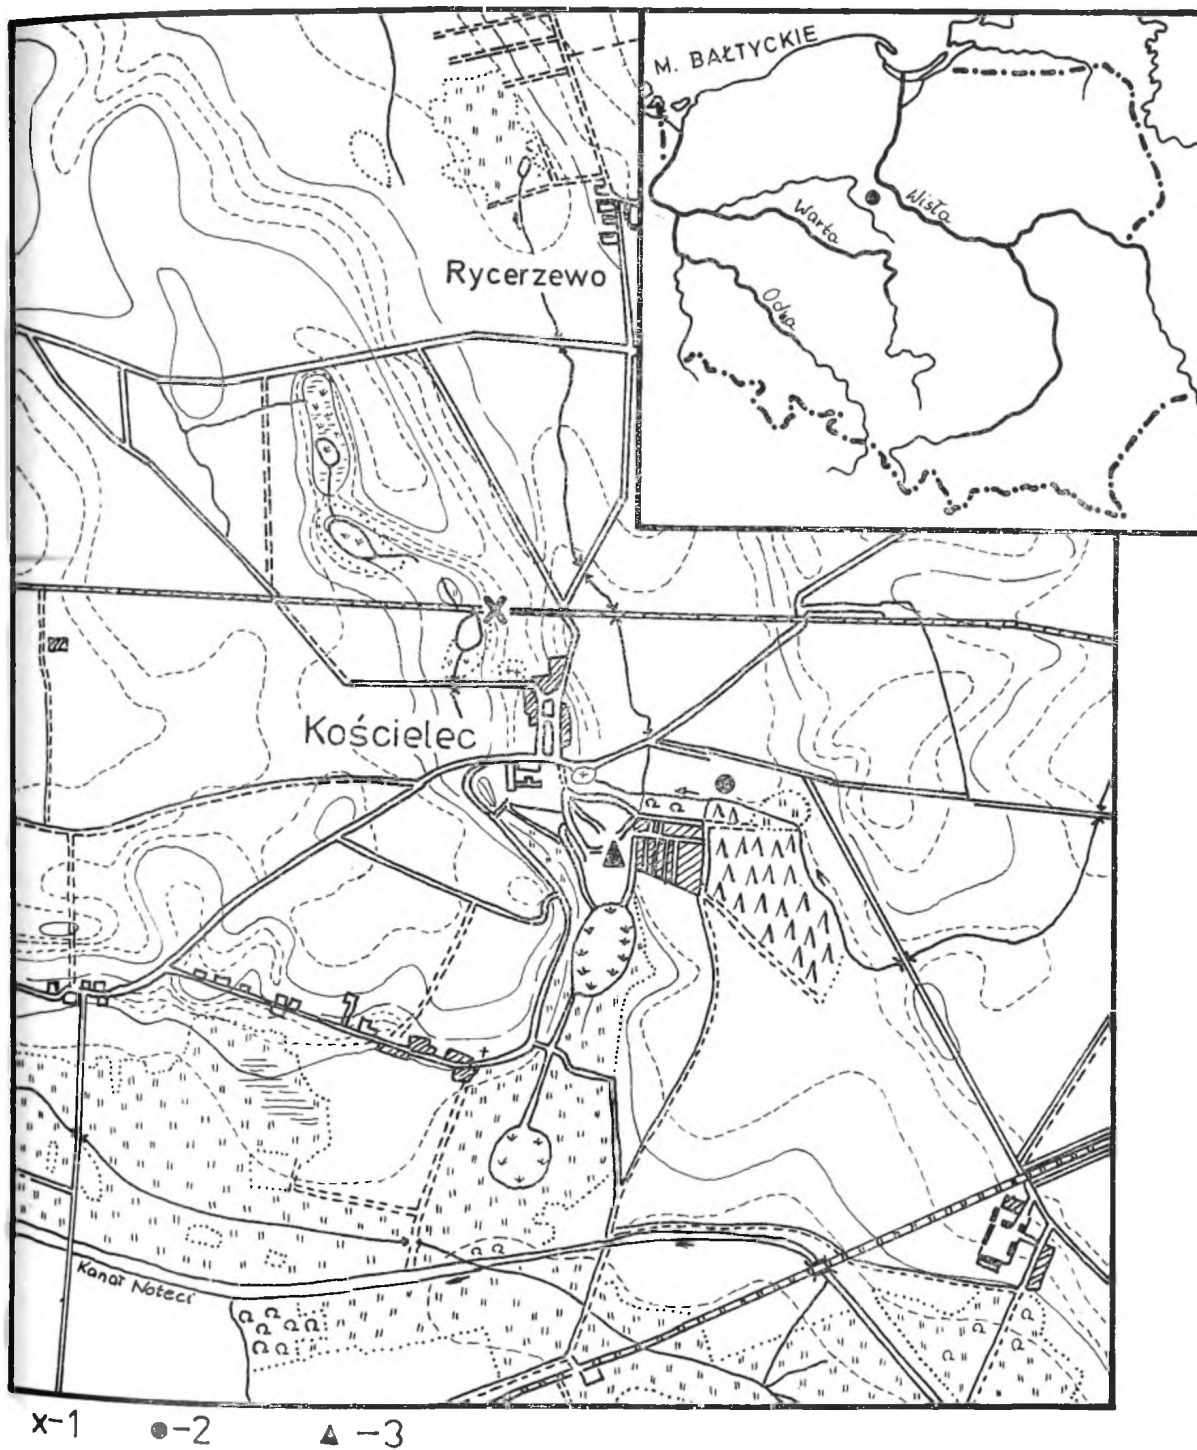 M. BAŁTYCKIE
Wisła
Warta
Odra
Rycerzewo
Kościelec
Kanał Noteci
x-1
●-2
▲-3